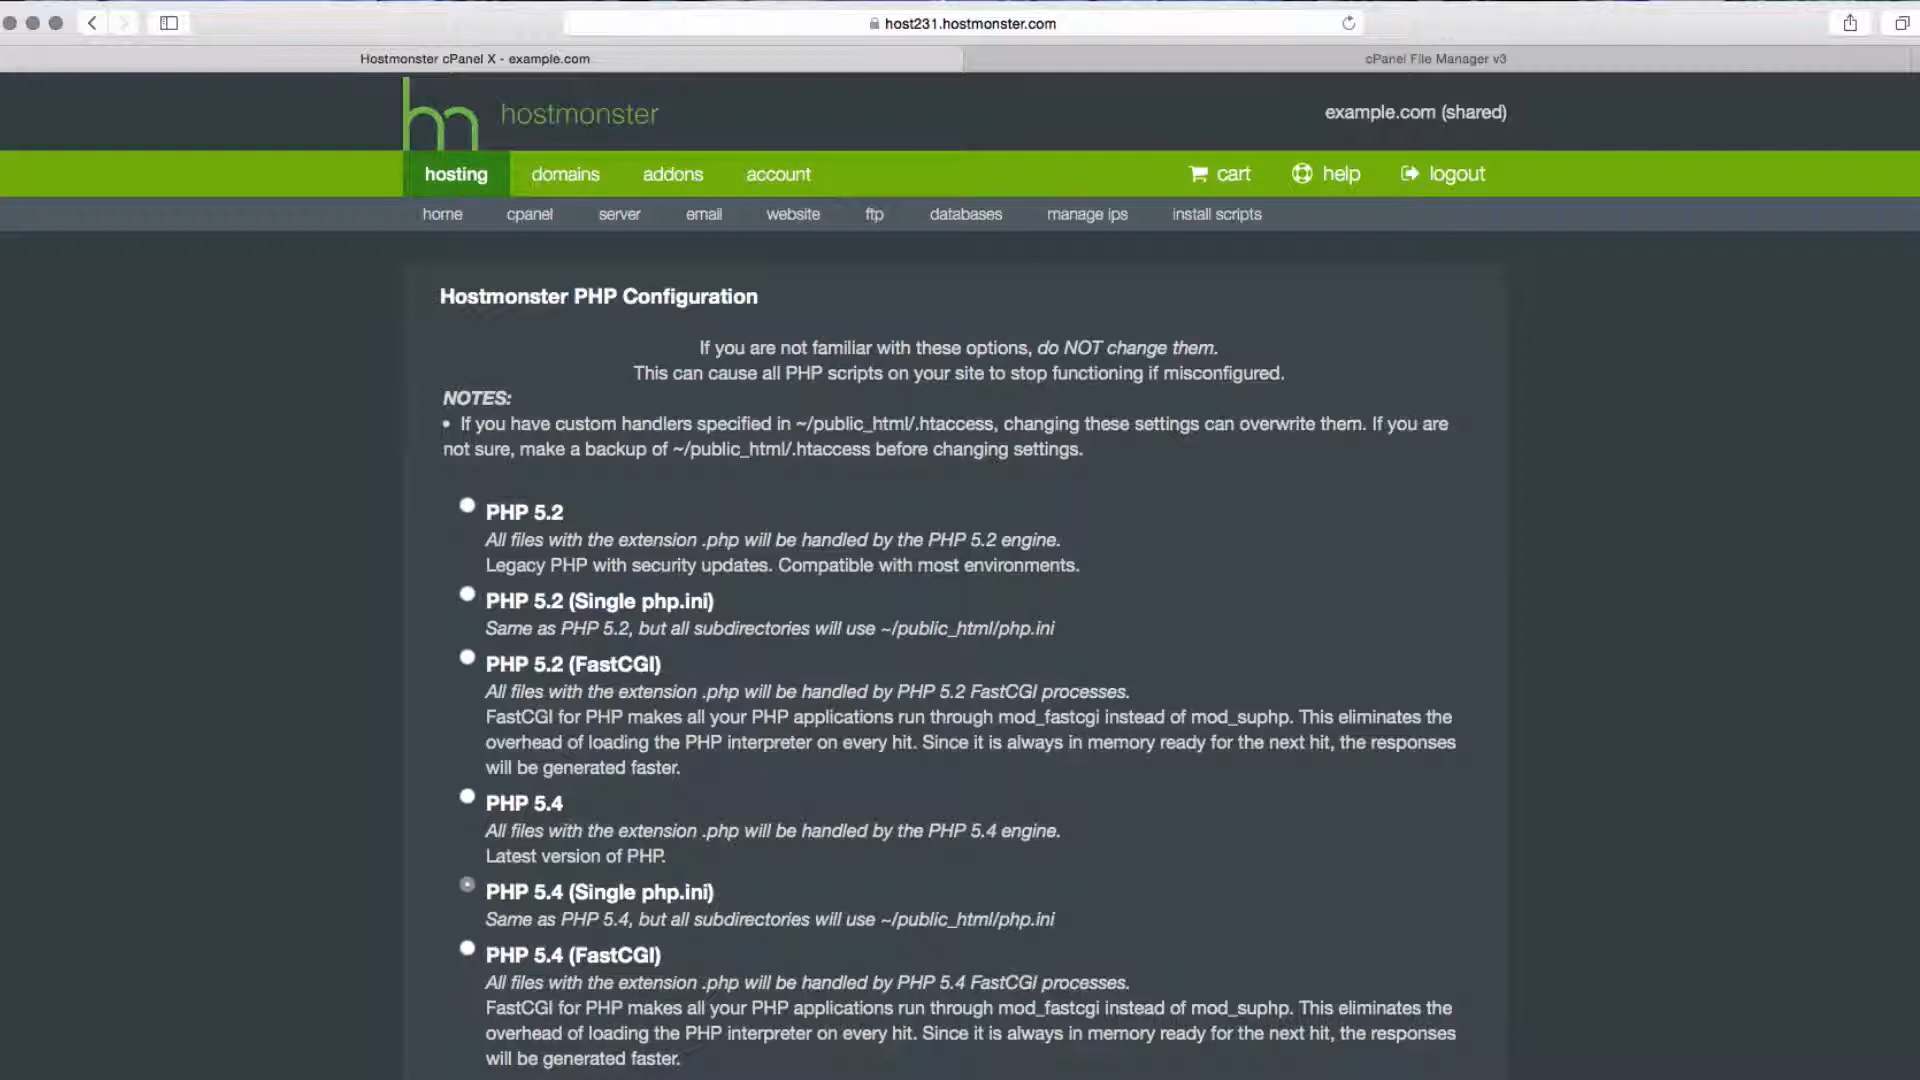 host231.hostmonster.com
Hostmonster cPanel X - example.com
cPanel File Manager v3
hm hostmonster
example.com (shared)
hosting domains addons account cart help logout
home cpanel server email website ftp databases manage ips install scripts
Hostmonster PHP Configuration
If you are not familiar with these options, do NOT change them.
This can cause all PHP scripts on your site to stop functioning if misconfigured.
NOTES:
• If you have custom handlers specified in ~/public_html/.htaccess, changing these settings can overwrite them. If you are
not sure, make a backup of ~/public_html/.htaccess before changing settings.
PHP 5.2
All files with the extension .php will be handled by the PHP 5.2 engine.
Legacy PHP with security updates. Compatible with most environments.
PHP 5.2 (Single php.ini)
Same as PHP 5.2, but all subdirectories will use ~/public_html/php.ini
PHP 5.2 (FastCGI)
All files with the extension .php will be handled by PHP 5.2 FastCGI processes.
FastCGI for PHP makes all your PHP applications run through mod_fastcgi instead of mod_suphp. This eliminates the
overhead of loading the PHP interpreter on every hit. Since it is always in memory ready for the next hit, the responses
will be generated faster.
PHP 5.4
All files with the extension .php will be handled by the PHP 5.4 engine.
Latest version of PHP.
PHP 5.4 (Single php.ini)
Same as PHP 5.4, but all subdirectories will use ~/public_html/php.ini
PHP 5.4 (FastCGI)
All files with the extension .php will be handled by PHP 5.4 FastCGI processes.
FastCGI for PHP makes all your PHP applications run through mod_fastcgi instead of mod_suphp. This eliminates the
overhead of loading the PHP interpreter on every hit. Since it is always in memory ready for the next hit, the responses
will be generated faster.